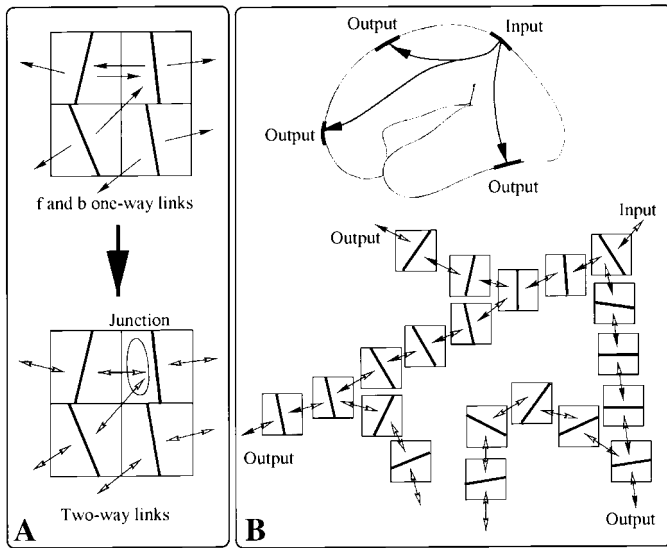 f and b one-way links
Junction
Two-way links
A
Output
Input
Output
Output
Output
Input
Output
Output
B